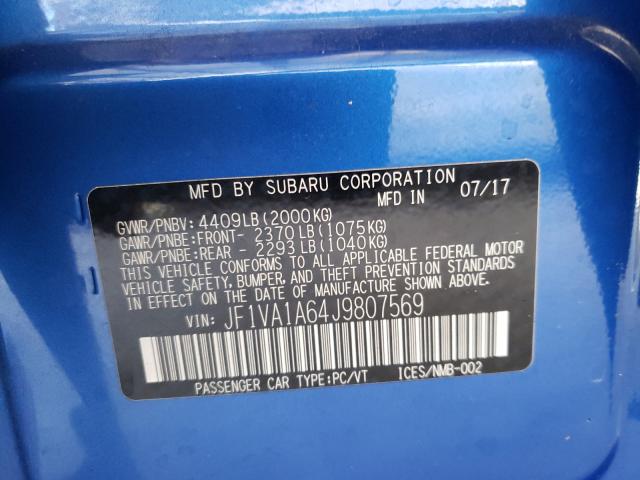 MFD BY SUBARU CORPORATION
MFD IN 07/17
GVWR/PNBV: 4409LB(2000KG)
GAWR/PNBE:FRONT- 2370LB(1075KG)
GAWR/PNBE:REAR - 2293LB(1040KG)
THIS VEHICLE CONFORMS TO ALL APPLICABLE FEDERAL MOTOR
VEHICLE SAFETY, BUMPER, AND THEFT PREVENTION STANDARDS
IN EFFECT ON THE DATE OF MANUFACTURE SHOWN ABOVE.
VIN: JF1VA1A64J9807569
PASSENGER CAR TYPE:PC/VT ICES/NMB-002